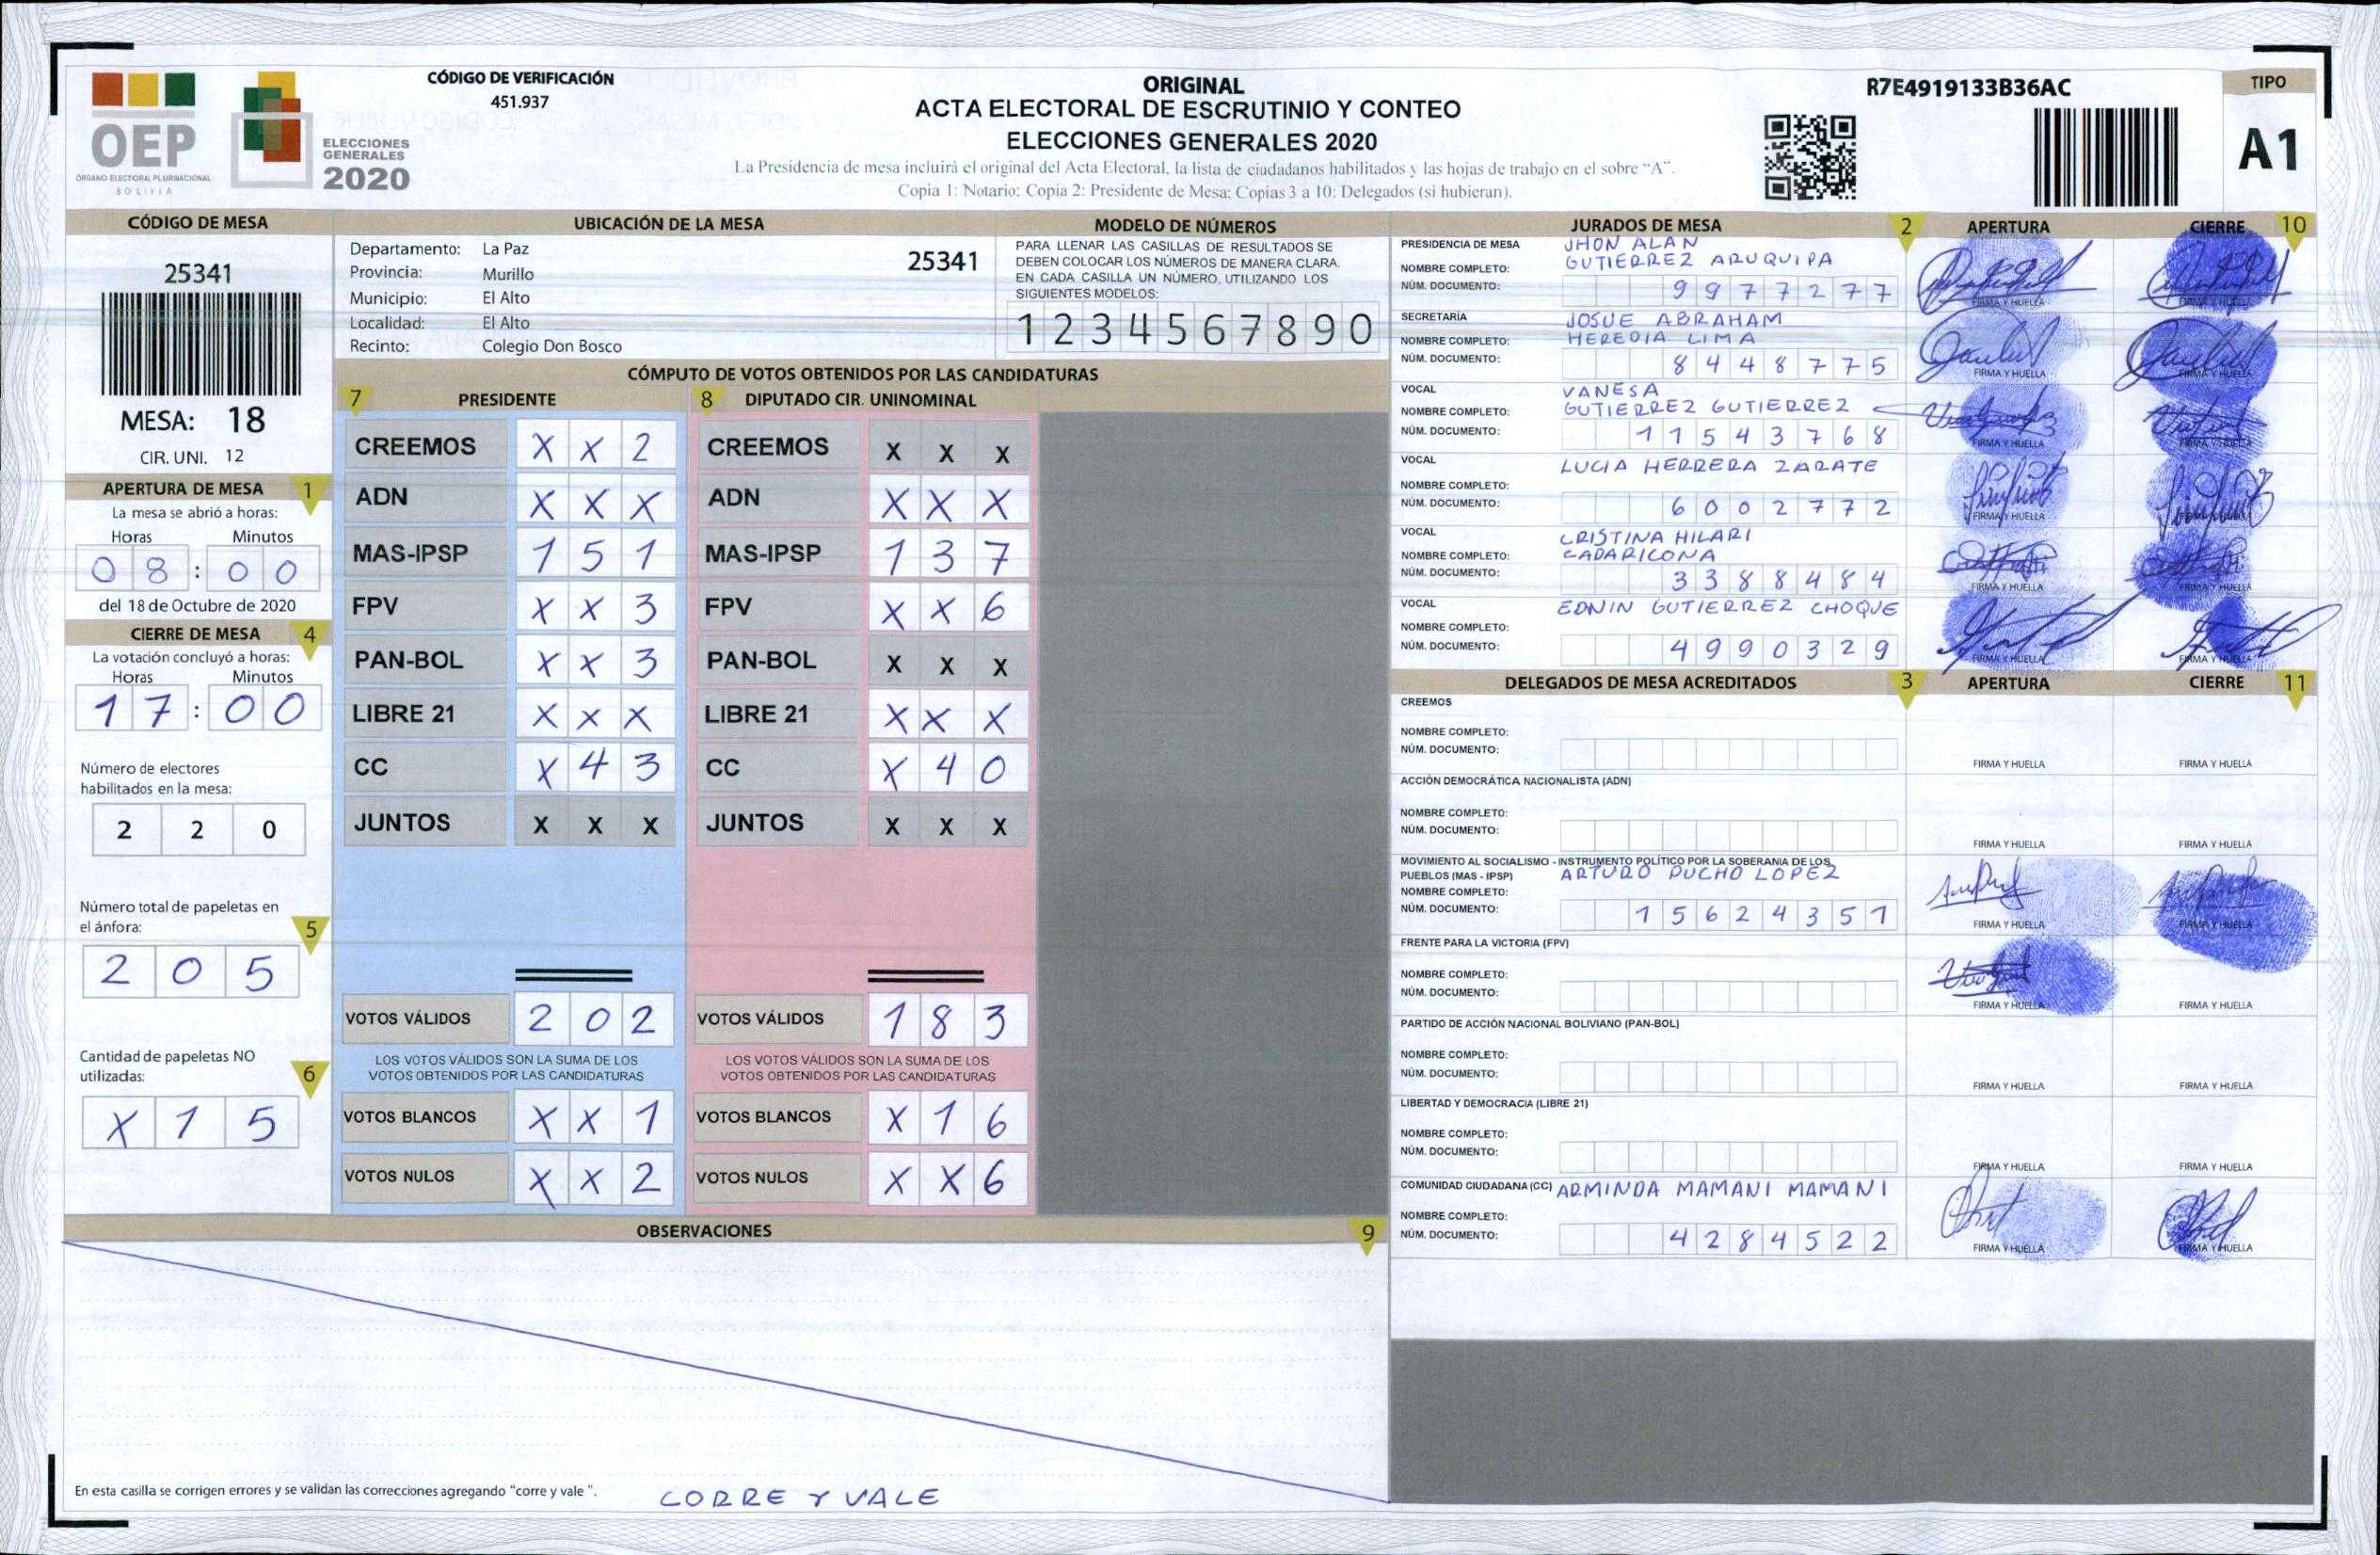 OEP
ÓRGANO ELECTORAL PLURINACIONAL
BOLIVIA
ELECCIONES
GENERALES
2020
CÓDIGO DE VERIFICACIÓN
451.937
ORIGINAL
ACTA ELECTORAL DE ESCRUTINIO Y CONTEO
ELECCIONES GENERALES 2020
La Presidencia de mesa incluirá el original del Acta Electoral, la lista de ciudadanos habilitados y las hojas de trabajo en el sobre "A".
Copia 1: Notario; Copia 2: Presidente de Mesa; Copias 3 a 10: Delegados (si hubieran).
R7E4919133B36AC
TIPO
A1
CÓDIGO DE MESA
25341
MESA: 18
CIR. UNI. 12
APERTURA DE MESA 1
La mesa se abrió a horas:
Horas Minutos
08 : 00
del 18 de Octubre de 2020
CIERRE DE MESA 4
La votación concluyó a horas:
Horas Minutos
17 : 00
Número de electores
habilitados en la mesa:
2 2 0
Número total de papeletas en
el ánfora: 5
2 0 5
Cantidad de papeletas NO
utilizadas: 6
X 1 5
UBICACIÓN DE LA MESA
Departamento: La Paz
25341
Provincia: Murillo
Municipio: El Alto
Localidad: El Alto
Recinto: Colegio Don Bosco
MODELO DE NÚMEROS
PARA LLENAR LAS CASILLAS DE RESULTADOS SE
DEBEN COLOCAR LOS NÚMEROS DE MANERA CLARA.
EN CADA CASILLA UN NÚMERO, UTILIZANDO LOS
SIGUIENTES MODELOS:
1 2 3 4 5 6 7 8 9 0
CÓMPUTO DE VOTOS OBTENIDOS POR LAS CANDIDATURAS
7 PRESIDENTE
CREEMOS X X 2
ADN X X X
MAS-IPSP 1 5 1
FPV X X 3
PAN-BOL X X 3
LIBRE 21 X X X
CC X 4 3
JUNTOS X X X
VOTOS VÁLIDOS 2 0 2
LOS VOTOS VÁLIDOS SON LA SUMA DE LOS
VOTOS OBTENIDOS POR LAS CANDIDATURAS
VOTOS BLANCOS X X 1
VOTOS NULOS X X 2
8 DIPUTADO CIR. UNINOMINAL
CREEMOS X X X
ADN X X X
MAS-IPSP 1 3 7
FPV X X 6
PAN-BOL X X X
LIBRE 21 X X X
CC X 4 0
JUNTOS X X X
VOTOS VÁLIDOS 1 8 3
LOS VOTOS VÁLIDOS SON LA SUMA DE LOS
VOTOS OBTENIDOS POR LAS CANDIDATURAS
VOTOS BLANCOS X 1 6
VOTOS NULOS X X 6
OBSERVACIONES 9
En esta casilla se corrigen errores y se validan las correcciones agregando "corre y vale ".
CORRE Y VALE
JURADOS DE MESA 2 APERTURA CIERRE 10
PRESIDENCIA DE MESA JHON ALAN
NOMBRE COMPLETO: GUTIERREZ ARUQUIPA
NÚM. DOCUMENTO: 9977277
FIRMA Y HUELLA FIRMA Y HUELLA
SECRETARÍA JOSUE ABRAHAM
NOMBRE COMPLETO: HEREDIA LIMA
NÚM. DOCUMENTO: 8448775
FIRMA Y HUELLA FIRMA Y HUELLA
VOCAL VANESA
NOMBRE COMPLETO: GUTIERREZ GUTIERREZ
NÚM. DOCUMENTO: 11543768
FIRMA Y HUELLA FIRMA Y HUELLA
VOCAL LUCIA HERRERA ZARATE
NOMBRE COMPLETO:
NÚM. DOCUMENTO: 6002772
FIRMA Y HUELLA FIRMA Y HUELLA
VOCAL CRISTINA HILARI
NOMBRE COMPLETO: CADARICONA
NÚM. DOCUMENTO: 3388484
FIRMA Y HUELLA FIRMA Y HUELLA
VOCAL EDNIN GUTIERREZ CHOQUE
NOMBRE COMPLETO:
NÚM. DOCUMENTO: 4990329
FIRMA Y HUELLA FIRMA Y HUELLA
DELEGADOS DE MESA ACREDITADOS 3 APERTURA CIERRE 11
CREEMOS
NOMBRE COMPLETO:
NÚM. DOCUMENTO:
FIRMA Y HUELLA FIRMA Y HUELLA
ACCIÓN DEMOCRÁTICA NACIONALISTA (ADN)
NOMBRE COMPLETO:
NÚM. DOCUMENTO:
FIRMA Y HUELLA FIRMA Y HUELLA
MOVIMIENTO AL SOCIALISMO - INSTRUMENTO POLÍTICO POR LA SOBERANIA DE LOS
PUEBLOS (MAS - IPSP) ARTURO PUCHO LOPEZ
NOMBRE COMPLETO:
NÚM. DOCUMENTO: 15624351
FIRMA Y HUELLA FIRMA Y HUELLA
FRENTE PARA LA VICTORIA (FPV)
NOMBRE COMPLETO:
NÚM. DOCUMENTO:
FIRMA Y HUELLA FIRMA Y HUELLA
PARTIDO DE ACCIÓN NACIONAL BOLIVIANO (PAN-BOL)
NOMBRE COMPLETO:
NÚM. DOCUMENTO:
FIRMA Y HUELLA FIRMA Y HUELLA
LIBERTAD Y DEMOCRACIA (LIBRE 21)
NOMBRE COMPLETO:
NÚM. DOCUMENTO:
FIRMA Y HUELLA FIRMA Y HUELLA
COMUNIDAD CIUDADANA (CC) ARMINDA MAMANI MAMANI
NOMBRE COMPLETO:
NÚM. DOCUMENTO: 4284522
FIRMA Y HUELLA FIRMA Y HUELLA